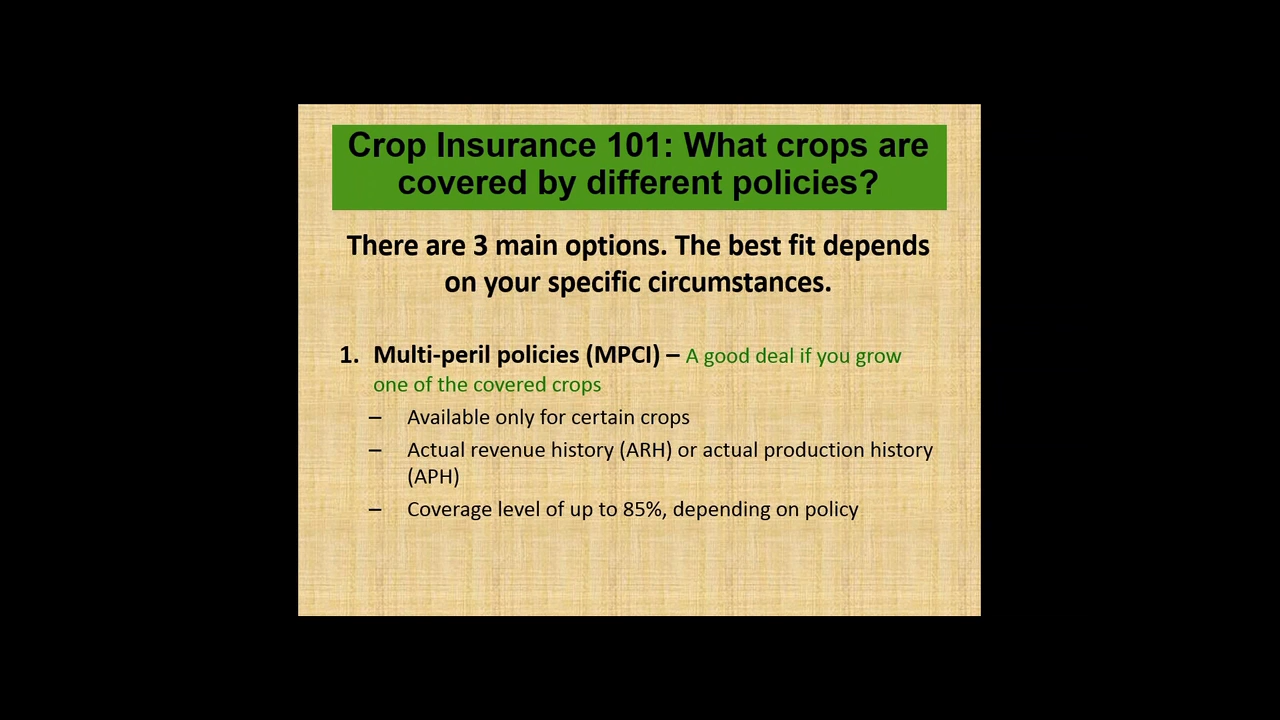 Crop Insurance 101: What crops are
covered by different policies?
There are 3 main options. The best fit depends
on your specific circumstances.
1. Multi-peril policies (MPCI) – A good deal if you grow
one of the covered crops
– Available only for certain crops
– Actual revenue history (ARH) or actual production history
(APH)
– Coverage level of up to 85%, depending on policy